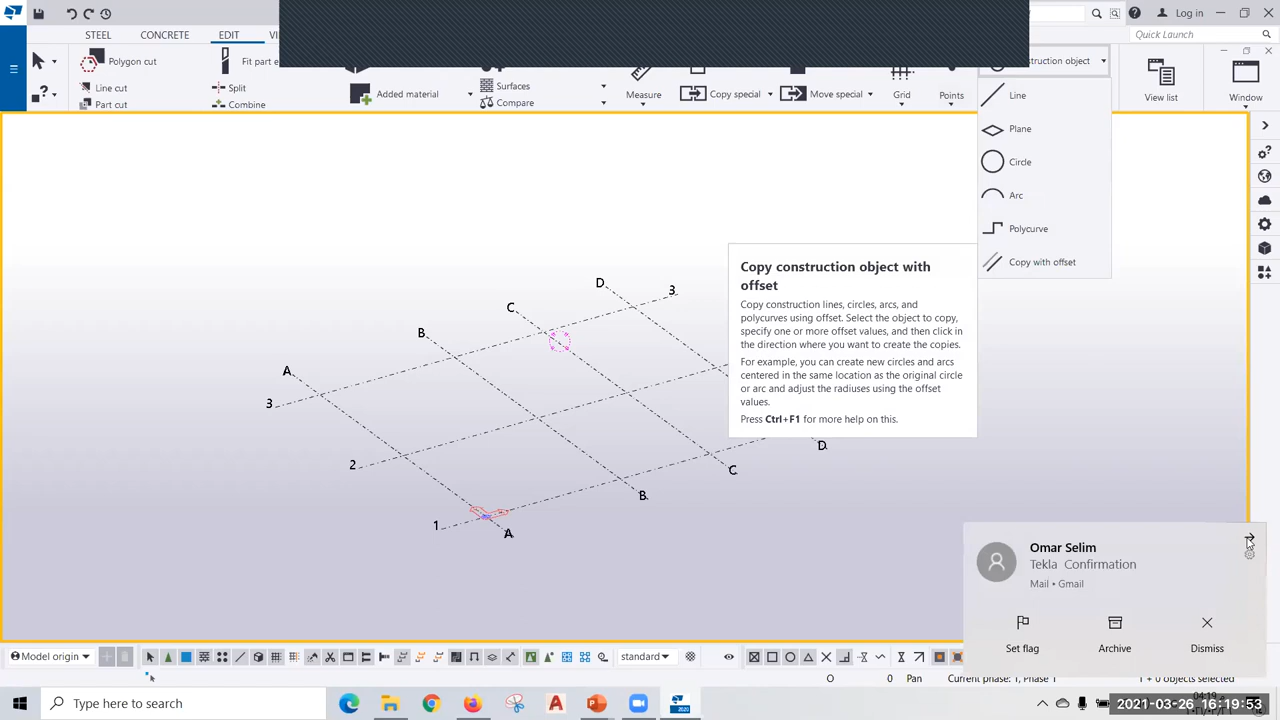 Log in
STEEL
CONCRETE
EDIT
Quick Launch
Polygon cut
Line cut
Part cut
Split
Combine
Added material
Surfaces
Compare
Measure
Copy special
Move special
Grid
Points
View list
Window
Line
Plane
Circle
Arc
Polycurve
Copy with offset
Copy construction object with
offset
Copy construction lines, circles, arcs, and
polycurves using offset. Select the object to copy,
specify one or more offset values, and then click in
the direction where you want to create the copies.
For example, you can create new circles and arcs
centered in the same location as the original circle
or arc and adjust the radiuses using the offset
values.
Press Ctrl+F1 for more help on this.
D
3
C
B
A
3
2
D
C
B
1
A
Omar Selim
Tekla Confirmation
Mail • Gmail
Set flag
Archive
Dismiss
Model origin
standard
O
0
Pan
Current phase: 1, Phase 1
1 + 0 objects selected
Type here to search
2021-03-26 16:19:53